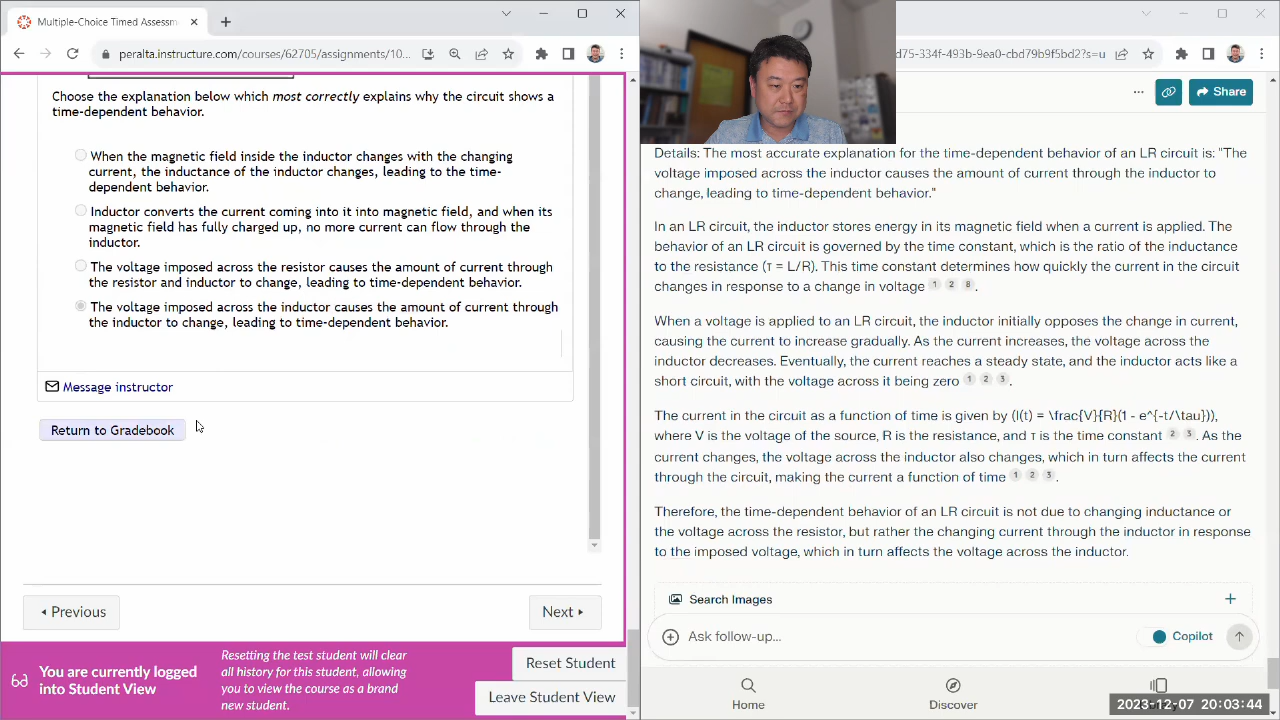 Multiple-Choice Timed Assessm
peralta.instructure.com/courses/62705/assignments/10...
Choose the explanation below which most correctly explains why the circuit shows a
time-dependent behavior.
When the magnetic field inside the inductor changes with the changing
current, the inductance of the inductor changes, leading to the time-
dependent behavior.
Inductor converts the current coming into it into magnetic field, and when its
magnetic field has fully charged up, no more current can flow through the
inductor.
The voltage imposed across the resistor causes the amount of current through
the resistor and inductor to change, leading to time-dependent behavior.
The voltage imposed across the inductor causes the amount of current through
the inductor to change, leading to time-dependent behavior.
Message instructor
Return to Gradebook
Previous
Next
You are currently logged
into Student View
Resetting the test student will clear
all history for this student, allowing
you to view the course as a brand
new student.
Reset Student
Leave Student View
d75-334f-493b-9ea0-cbd79b9f5bd2?s=u
Share
Details: The most accurate explanation for the time-dependent behavior of an LR circuit is: "The
voltage imposed across the inductor causes the amount of current through the inductor to
change, leading to time-dependent behavior."
In an LR circuit, the inductor stores energy in its magnetic field when a current is applied. The
behavior of an LR circuit is governed by the time constant, which is the ratio of the inductance
to the resistance (τ = L/R). This time constant determines how quickly the current in the circuit
changes in response to a change in voltage 1 2 8 .
When a voltage is applied to an LR circuit, the inductor initially opposes the change in current,
causing the current to increase gradually. As the current increases, the voltage across the
inductor decreases. Eventually, the current reaches a steady state, and the inductor acts like a
short circuit, with the voltage across it being zero 1 2 3 .
The current in the circuit as a function of time is given by (I(t) = \frac{V}{R}(1 - e^{-t/\tau})),
where V is the voltage of the source, R is the resistance, and τ is the time constant 2 3 . As the
current changes, the voltage across the inductor also changes, which in turn affects the current
through the circuit, making the current a function of time 1 2 3 .
Therefore, the time-dependent behavior of an LR circuit is not due to changing inductance or
the voltage across the resistor, but rather the changing current through the inductor in response
to the imposed voltage, which in turn affects the voltage across the inductor.
Search Images
Ask follow-up...
Copilot
Home
Discover
2023-12-07 20:03:44